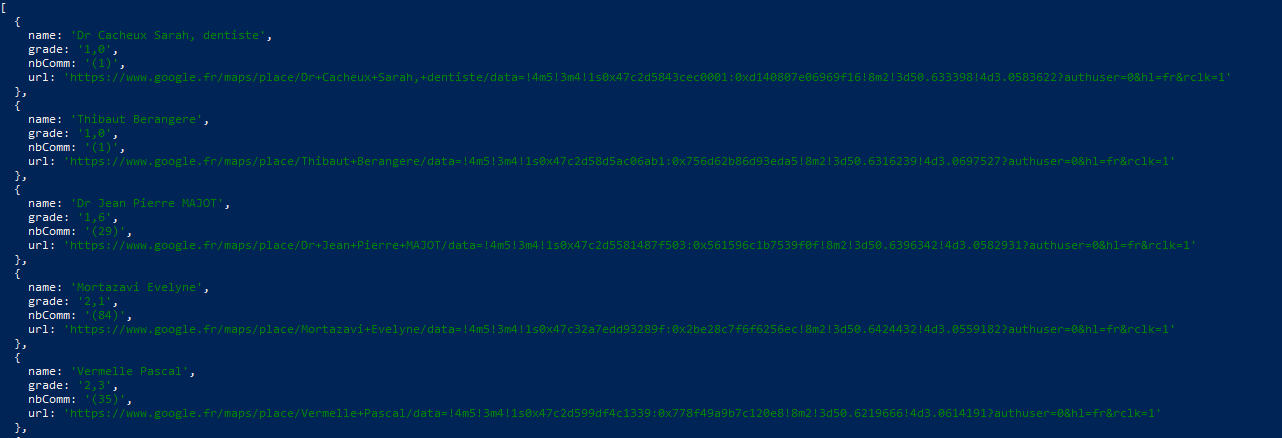 [
  {
    name: 'Dr Cacheux Sarah, dentiste',
    grade: '1,0',
    nbComm: '(1)',
    url: 'https://www.google.fr/maps/place/Dr+Cacheux+Sarah,+dentiste/data=!4m5!3m4!1s0x47c2d5843cec0001:0xd140807e06969f16!8m2!3d50.633398!4d3.0583622?authuser=0&hl=fr&rclk=1'
  },
  {
    name: 'Thibaut Berangere',
    grade: '1,0',
    nbComm: '(1)',
    url: 'https://www.google.fr/maps/place/Thibaut+Berangere/data=!4m5!3m4!1s0x47c2d58d5ac06ab1:0x756d62b86d93eda5!8m2!3d50.6316239!4d3.0697527?authuser=0&hl=fr&rclk=1'
  },
  {
    name: 'Dr Jean Pierre MAJOT',
    grade: '1,6',
    nbComm: '(29)',
    url: 'https://www.google.fr/maps/place/Dr+Jean+Pierre+MAJOT/data=!4m5!3m4!1s0x47c2d5581487f503:0x561596c1b7539f0f!8m2!3d50.6396342!4d3.0582931?authuser=0&hl=fr&rclk=1'
  },
  {
    name: 'Mortazavi Evelyne',
    grade: '2,1',
    nbComm: '(84)',
    url: 'https://www.google.fr/maps/place/Mortazavi+Evelyne/data=!4m5!3m4!1s0x47c32a7edd93289f:0x2be28c7f6f6256ec!8m2!3d50.6424432!4d3.0559182?authuser=0&hl=fr&rclk=1'
  },
  {
    name: 'Vermelle Pascal',
    grade: '2,3',
    nbComm: '(35)',
    url: 'https://www.google.fr/maps/place/Vermelle+Pascal/data=!4m5!3m4!1s0x47c2d599df4c1339:0x778f49a9b7c120e8!8m2!3d50.6219666!4d3.0614191?authuser=0&hl=fr&rclk=1'
  },